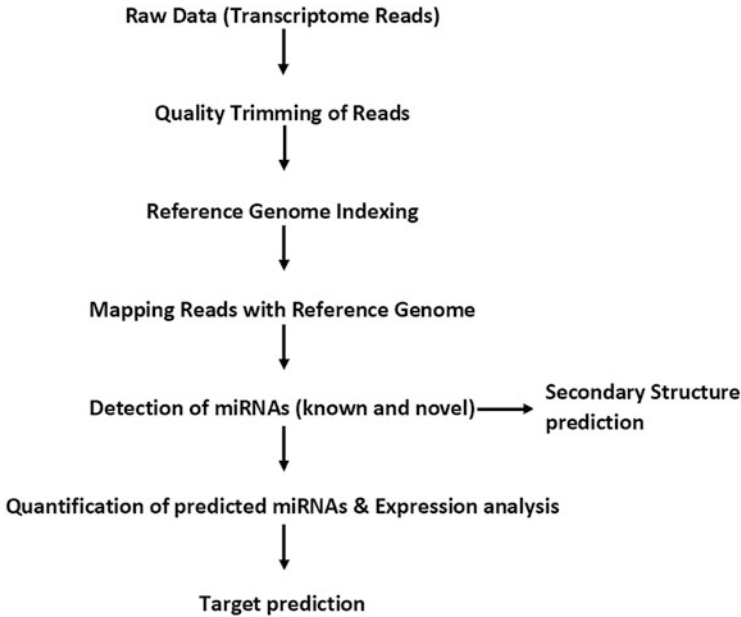 Raw Data (Transcriptome Reads)
Quality Trimming of Reads
Reference Genome Indexing
Mapping Reads with Reference Genome
Detection of miRNAs (known and novel)
Secondary Structure
prediction
Quantification of predicted miRNAs & Expression analysis
Target prediction